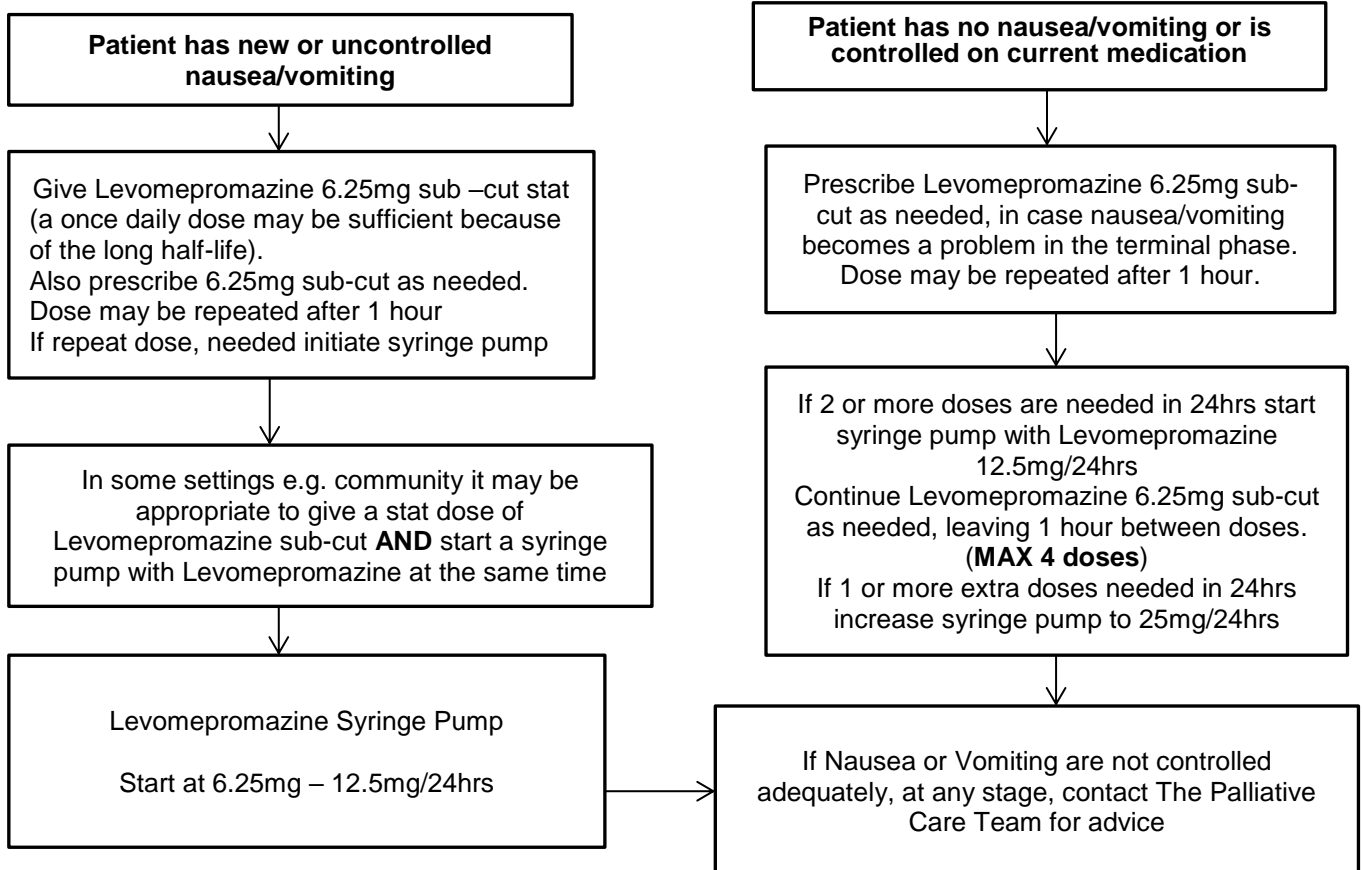 Patient has new or uncontrolled
nausea/vomiting
Give Levomepromazine 6.25mg sub –cut stat
(a once daily dose may be sufficient because
of the long half-life).
Also prescribe 6.25mg sub-cut as needed.
Dose may be repeated after 1 hour
If repeat dose, needed initiate syringe pump
In some settings e.g. community it may be
appropriate to give a stat dose of
Levomepromazine sub-cut AND start a syringe
pump with Levomepromazine at the same time
Levomepromazine Syringe Pump
Start at 6.25mg – 12.5mg/24hrs
Patient has no nausea/vomiting or is
controlled on current medication
Prescribe Levomepromazine 6.25mg sub-
cut as needed, in case nausea/vomiting
becomes a problem in the terminal phase.
Dose may be repeated after 1 hour.
If 2 or more doses are needed in 24hrs start
syringe pump with Levomepromazine
12.5mg/24hrs
Continue Levomepromazine 6.25mg sub-cut
as needed, leaving 1 hour between doses.
(MAX 4 doses)
If 1 or more extra doses needed in 24hrs
increase syringe pump to 25mg/24hrs
If Nausea or Vomiting are not controlled
adequately, at any stage, contact The Palliative
Care Team for advice